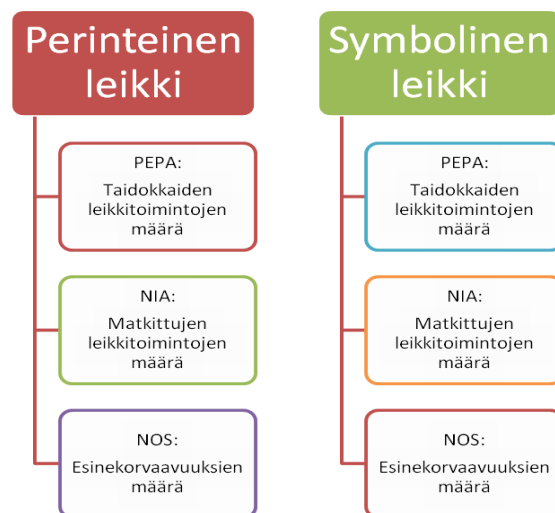 Perinteinen
leikki
PEPA:
Taidokkaiden
leikkitoimintojen
määrä
NIA:
Matkittujen
leikkitoimintojen
määrä
NOS:
Esinekorvaavuuksien
määrä
Symbolinen
leikki
PEPA:
Taidokkaiden
leikkitoimintojen
määrä
NIA:
Matkittujen
leikkitoimintojen
määrä
NOS:
Esinekorvaavuuksien
määrä